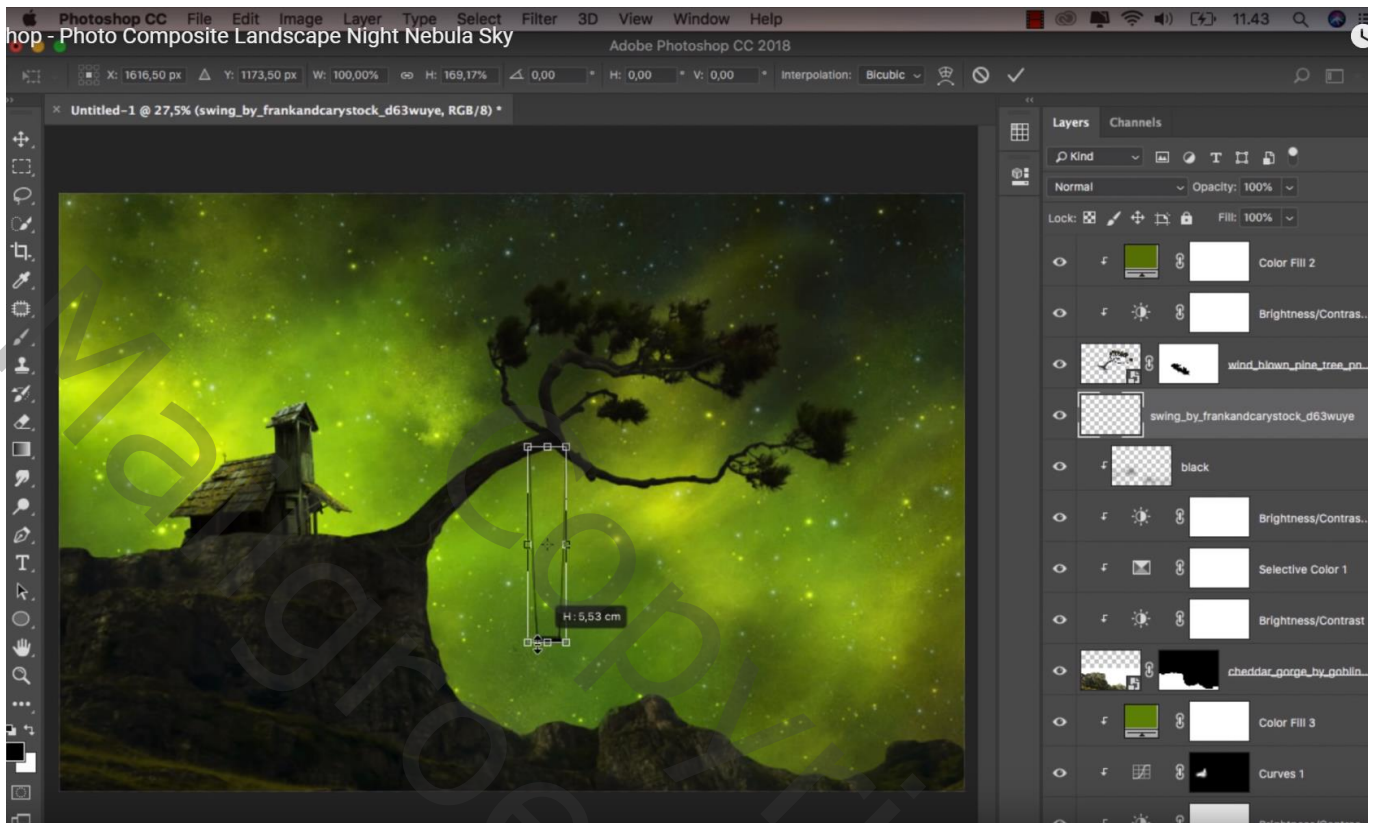 Photoshop CC File Edit Image Layer Type Select Filter 3D View Window Help 11.43
hop - Photo Composite Landscape Night Nebula Sky
Adobe Photoshop CC 2018
X: 1616,50 px Y: 1173,50 px W: 100,00% H: 169,17% 0,00 ° H: 0,00 ° V: 0,00 ° Interpolation: Bicubic
× Untitled-1 @ 27,5% (swing_by_frankandcarystock_d63wuye, RGB/8) *
Layers Channels
Kind
Normal Opacity: 100%
Lock: Fill: 100%
Color Fill 2
Brightness/Contras...
wind_blown_pine_tree_pn...
swing_by_frankandcarystock_d63wuye
black
Brightness/Contras...
Selective Color 1
H: 5,53 cm
Brightness/Contrast
cheddar_gorge_by_goblin...
Color Fill 3
Curves 1